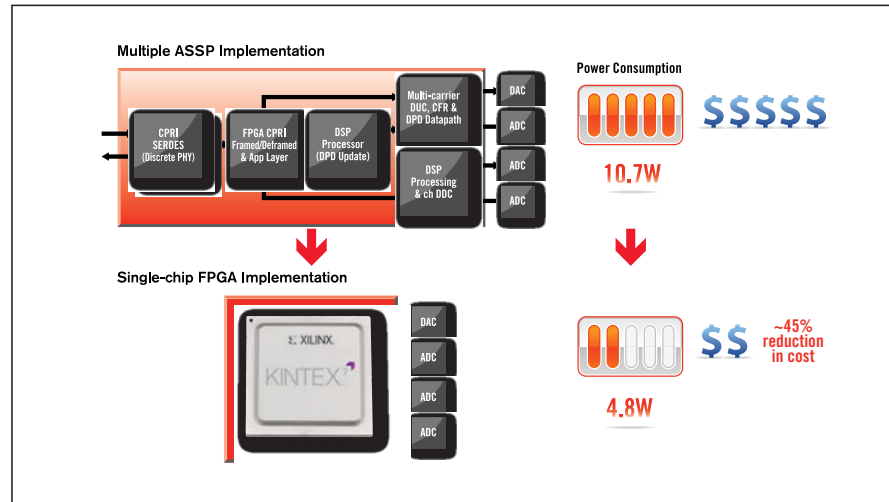 Multiple ASSP Implementation
CPRI
SERDES
(Discrete PHY)
FPGA CPRI
Framed/Deframed
& App Layer
DSP
Processor
(DPD Update)
Multi-carrier
DUC, CFR &
DPD Datapath
DSP
Processing
& ch DDC
DAC
ADC
ADC
ADC
Power Consumption
$$$$$
10.7W
Single-chip FPGA Implementation
XILINX
KINTEX7
DAC
ADC
ADC
ADC
$$
~45%
reduction
in cost
4.8W